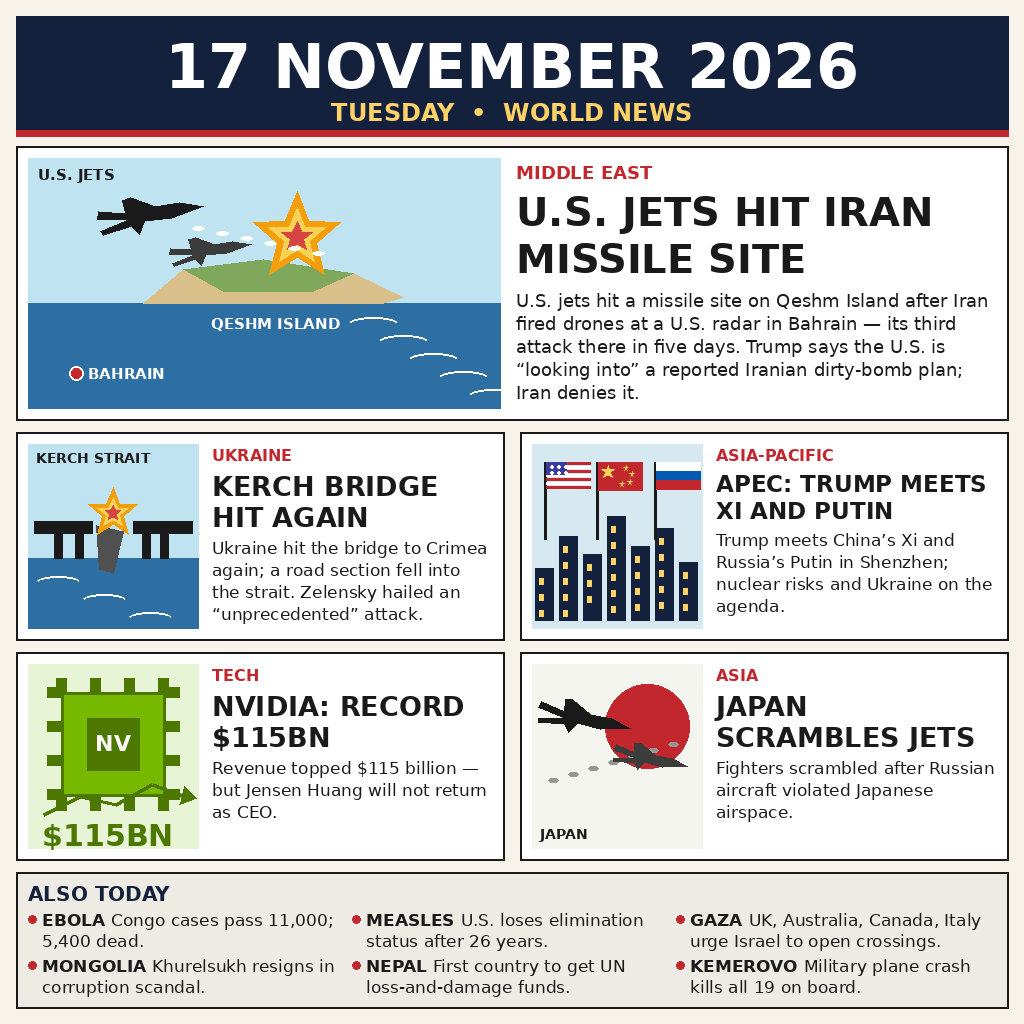 17 NOVEMBER 2026
TUESDAY • WORLD NEWS
U.S. JETS
QESHM ISLAND
BAHRAIN
MIDDLE EAST
U.S. JETS HIT IRAN
MISSILE SITE
U.S. jets hit a missile site on Qeshm Island after Iran
fired drones at a U.S. radar in Bahrain — its third
attack there in five days. Trump says the U.S. is
“looking into” a reported Iranian dirty-bomb plan;
Iran denies it.
KERCH STRAIT
UKRAINE
KERCH BRIDGE
HIT AGAIN
Ukraine hit the bridge to Crimea
again; a road section fell into
the strait. Zelensky hailed an
“unprecedented” attack.
ASIA-PACIFIC
APEC: TRUMP MEETS
XI AND PUTIN
Trump meets China’s Xi and
Russia’s Putin in Shenzhen;
nuclear risks and Ukraine on the
agenda.
NV
$115BN
TECH
NVIDIA: RECORD
$115BN
Revenue topped $115 billion —
but Jensen Huang will not return
as CEO.
JAPAN
ASIA
JAPAN
SCRAMBLES JETS
Fighters scrambled after Russian
aircraft violated Japanese
airspace.
ALSO TODAY
EBOLA Congo cases pass 11,000;
5,400 dead.
MONGOLIA Khurelsukh resigns in
corruption scandal.
MEASLES U.S. loses elimination
status after 26 years.
NEPAL First country to get UN
loss-and-damage funds.
GAZA UK, Australia, Canada, Italy
urge Israel to open crossings.
KEMEROVO Military plane crash
kills all 19 on board.